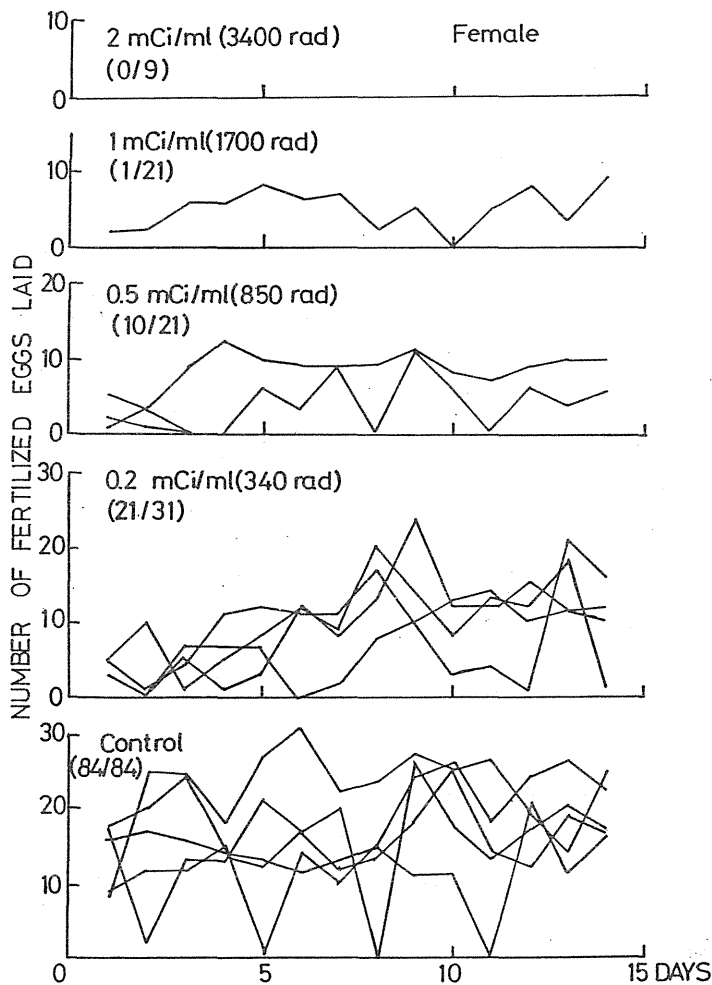 10
2 mCi/ml (3400 rad)
Female
(0/9)
0
1 mCi/ml(1700 rad)
10
(1/21)
0
20
0.5 mCi/ml(850 rad)
(10/21)
10
0
30
0.2 mCi/ml(340 rad)
(21/31)
20
10
0
30
Control
(84/84)
20
10
0
5
10
15 DAYS
NUMBER OF FERTILIZED EGGS LAID